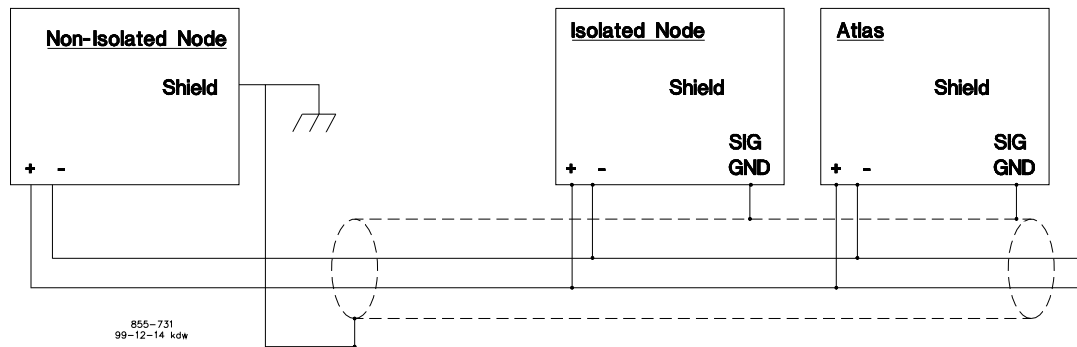 Non-Isolated Node
Shield
+ -
Isolated Node
Shield
SIG
+ - GND
Atlas
Shield
SIG
+ - GND
855-731
99-12-14 kdw